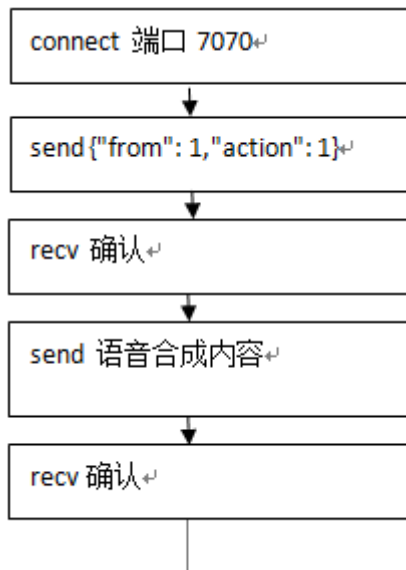 connect 端口 7070↵
send {"from": 1,"action": 1}↵
recv 确认↵
send 语音合成内容↵
recv 确认↵